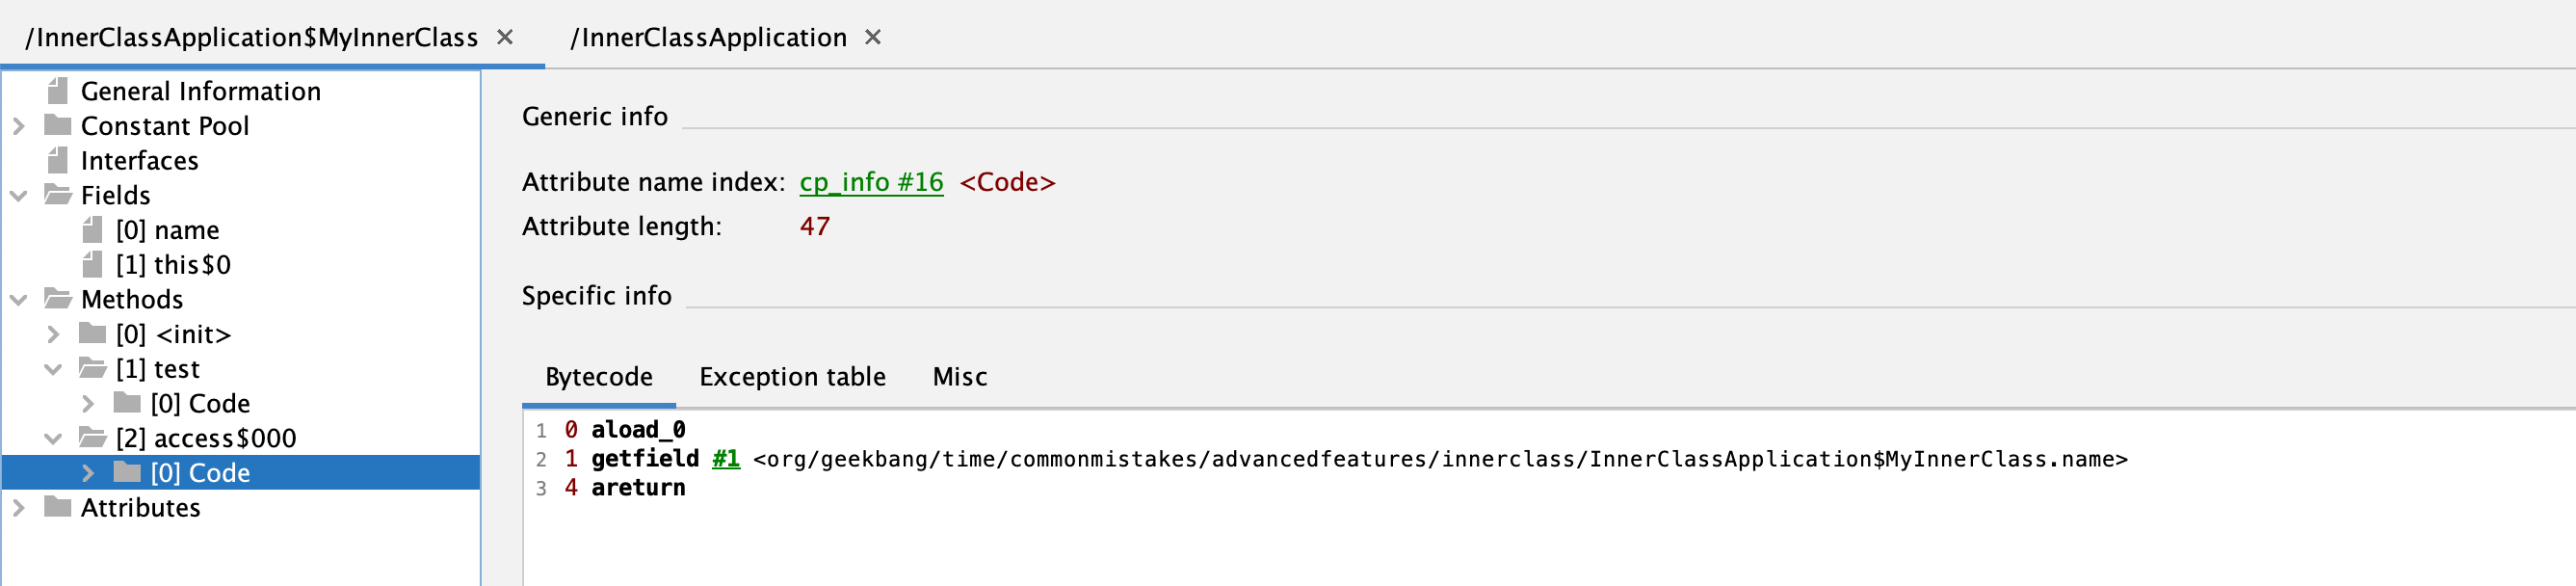 /InnerClassApplication$MyInnerClass × /InnerClassApplication ×
General Information
Constant Pool
Interfaces
Fields
[0] name
[1] this$0
Methods
[0] <init>
[1] test
[0] Code
[2] access$000
[0] Code
Attributes
Generic info
Attribute name index: cp_info #16 <Code>
Attribute length: 47
Specific info
Bytecode Exception table Misc
1 0 aload_0
2 1 getfield #1 <org/geekbang/time/commonmistakes/advancedfeatures/innerclass/InnerClassApplication$MyInnerClass.name>
3 4 areturn